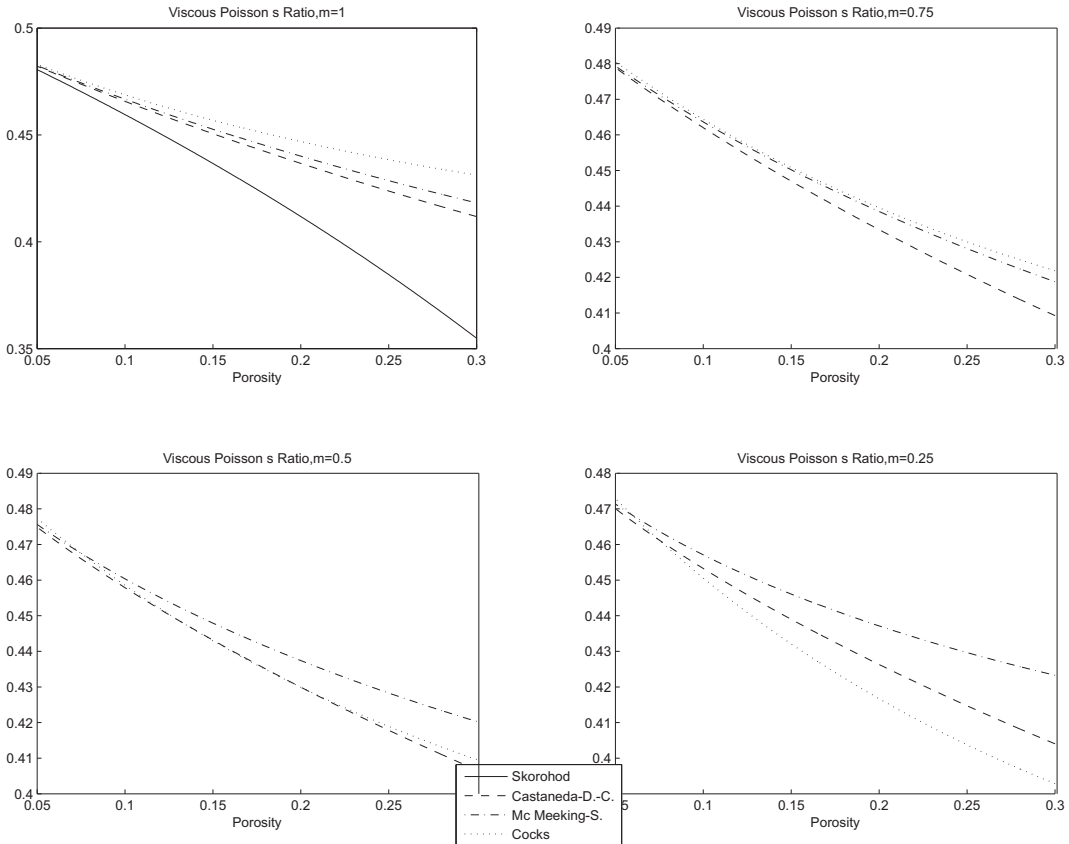 Viscous Poisson s Ratio,m=1
0.5
0.45
0.4
0.35
0.05 0.1 0.15 0.2 0.25 0.3
Porosity
Viscous Poisson s Ratio,m=0.75
0.49
0.48
0.47
0.46
0.45
0.44
0.43
0.42
0.41
0.4
0.05 0.1 0.15 0.2 0.25 0.3
Porosity
Viscous Poisson s Ratio,m=0.5
0.49
0.48
0.47
0.46
0.45
0.44
0.43
0.42
0.41
0.4
0.05 0.1 0.15 0.2 0.25
Porosity
Viscous Poisson s Ratio,m=0.25
0.48
0.47
0.46
0.45
0.44
0.43
0.42
0.41
0.4
0.1 0.15 0.2 0.25 0.3
Porosity
Skorohod
Castaneda-D.-C.
Mc Meeking-S.
Cocks